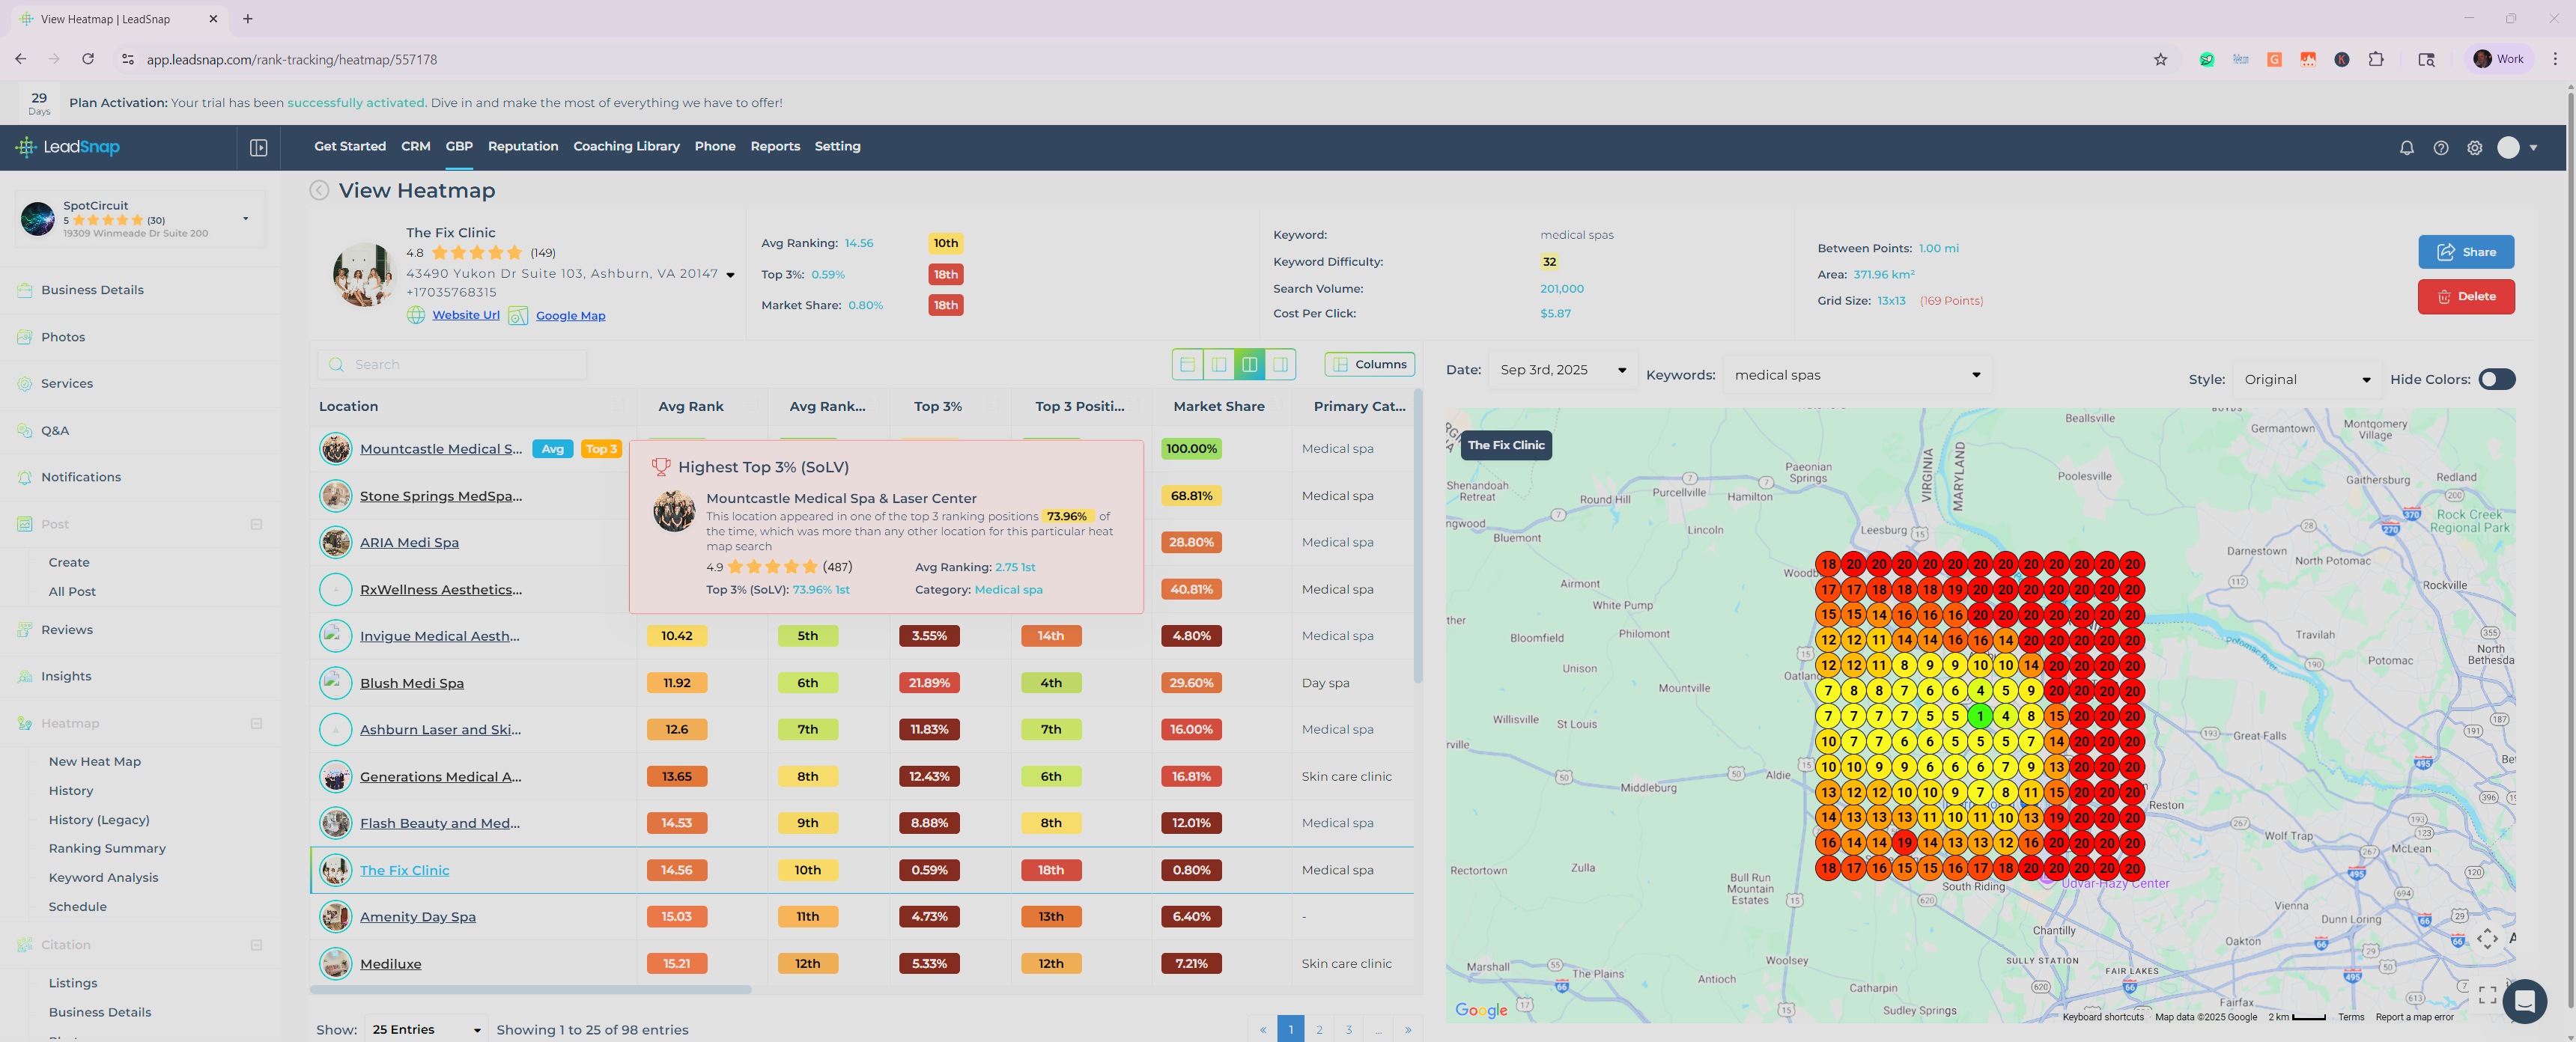 View Heatmap | LeadSnap
app.leadsnap.com/rank-tracking/heatmap/557178
Work
29
Days
Plan Activation: Your trial has been successfully activated. Dive in and make the most of everything we have to offer!
LeadSnap
Get Started CRM GBP Reputation Coaching Library Phone Reports Setting
SpotCircuit
5 (30)
19309 Winmeade Dr Suite 200
Business Details
Photos
Services
Q&A
Notifications
Post
Create
All Post
Reviews
Insights
Heatmap
New Heat Map
History
History (Legacy)
Ranking Summary
Keyword Analysis
Schedule
Citation
Listings
Business Details
View Heatmap
The Fix Clinic
4.8 (149)
43490 Yukon Dr Suite 103, Ashburn, VA 20147
+17035768315
Website Url Google Map
Avg Ranking: 14.56 10th
Top 3%: 0.59% 18th
Market Share: 0.80% 18th
Keyword: medical spas
Keyword Difficulty: 32
Search Volume: 201,000
Cost Per Click: $5.87
Between Points: 1.00 mi
Area: 371.96 km²
Grid Size: 13x13 (169 Points)
Share
Delete
Search
Columns
Location Avg Rank Avg Rank... Top 3% Top 3 Positi... Market Share Primary Cat...
Mountcastle Medical S... Avg Top 3 100.00% Medical spa
Stone Springs MedSpa... 68.81% Medical spa
ARIA Medi Spa 28.80% Medical spa
RxWellness Aesthetics... 40.81% Medical spa
Highest Top 3% (SoLV)
Mountcastle Medical Spa & Laser Center
This location appeared in one of the top 3 ranking positions 73.96% of
the time, which was more than any other location for this particular heat
map search
4.9 (487) Avg Ranking: 2.75 1st
Top 3% (SoLV): 73.96% 1st Category: Medical spa
Invigue Medical Aesth... 10.42 5th 3.55% 14th 4.80% Medical spa
Blush Medi Spa 11.92 6th 21.89% 4th 29.60% Day spa
Ashburn Laser and Ski... 12.6 7th 11.83% 7th 16.00% Medical spa
Generations Medical A... 13.65 8th 12.43% 6th 16.81% Skin care clinic
Flash Beauty and Med... 14.53 9th 8.88% 8th 12.01% Medical spa
The Fix Clinic 14.56 10th 0.59% 18th 0.80% Medical spa
Amenity Day Spa 15.03 11th 4.73% 13th 6.40% -
Mediluxe 15.21 12th 5.33% 12th 7.21% Skin care clinic
Show: 25 Entries Showing 1 to 25 of 98 entries
« 1 2 3 ... »
Date: Sep 3rd, 2025 Keywords: medical spas
Style: Original Hide Colors:
The Fix Clinic
18 20 20 20 20 20 20 20 20 20 20 20 20
17 17 18 18 18 19 20 20 20 20 20 20 20
15 15 14 16 16 16 20 20 20 20 20 20 20
12 12 11 14 14 16 16 14 20 20 20 20 20
12 12 11 8 9 9 10 10 14 20 20 20 20
7 8 8 7 6 6 4 5 9 20 20 20 20
7 7 7 7 5 5 1 4 8 15 20 20 20
10 7 7 6 6 5 5 5 7 14 20 20 20
10 10 9 9 6 6 6 7 9 13 20 20 20
13 12 12 10 10 9 7 8 11 15 20 20 20
14 13 13 13 11 10 11 10 13 19 20 20 20
16 14 14 19 14 13 13 12 16 20 20 20 20
18 17 16 15 15 16 17 18 20 20 20 20 20
Beallsville
Germantown
Montgomery
Village
VIRGINIA
MARYLAND
Paeonian
Springs
Poolesville
Shenandoah
Retreat
Round Hill
Purcellville
Hamilton
Gaithersburg
Redland
Rock Creek
Regional Park
Lincoln
Leesburg
Bluemont
Darnestown
North Potomac
Rockville
Airmont
White Pump
Bloomfield
Philomont
Travilah
Potomac
North
Bethesda
Potomac River
Unison
Mountville
Willisville
St Louis
Great Falls
Aldie
Middleburg
Reston
Wolf Trap
McLean
Rectortown
Zulla
Bull Run
Mountain
Estates
South Riding
Udvar-Hazy Center
Vienna
Dunn Loring
Chantilly
Oakton
Marshall
The Plains
Antioch
Woolsey
SULLY STATION
FAIR LAKES
Catharpin
Sudley Springs
Fairfax
Google
Keyboard shortcuts Map data ©2025 Google 2 km Terms Report a map error